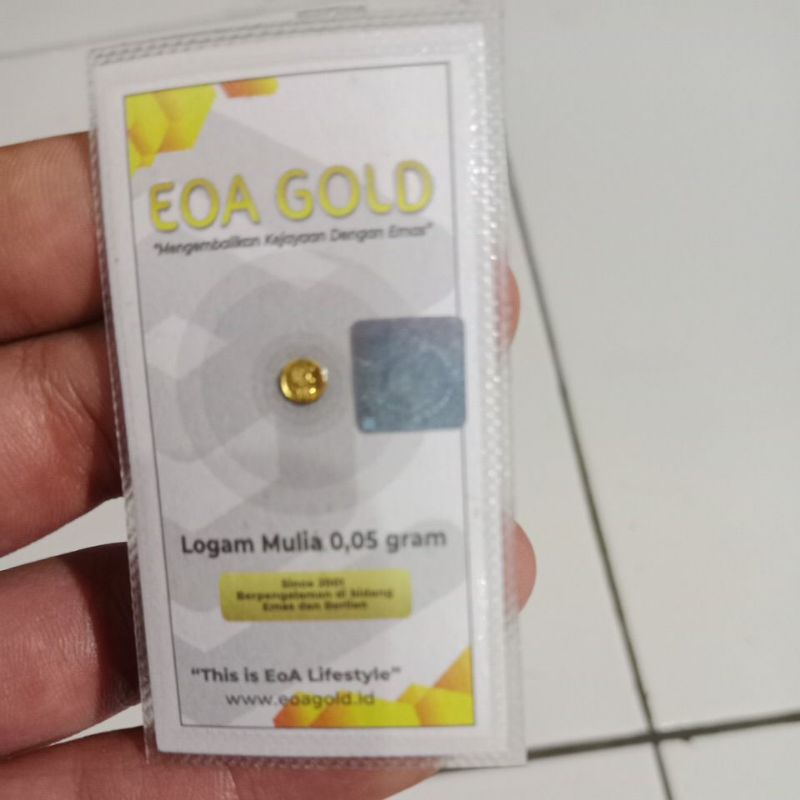 EOA GOLD
"Mengembalikan Kejayaan Dengan Emas"
Logam Mulia 0,05 gram
Since 2001
Berpengalaman di bidang
Emas dan Berlian
"This is EoA Lifestyle"
www.eoagold.id